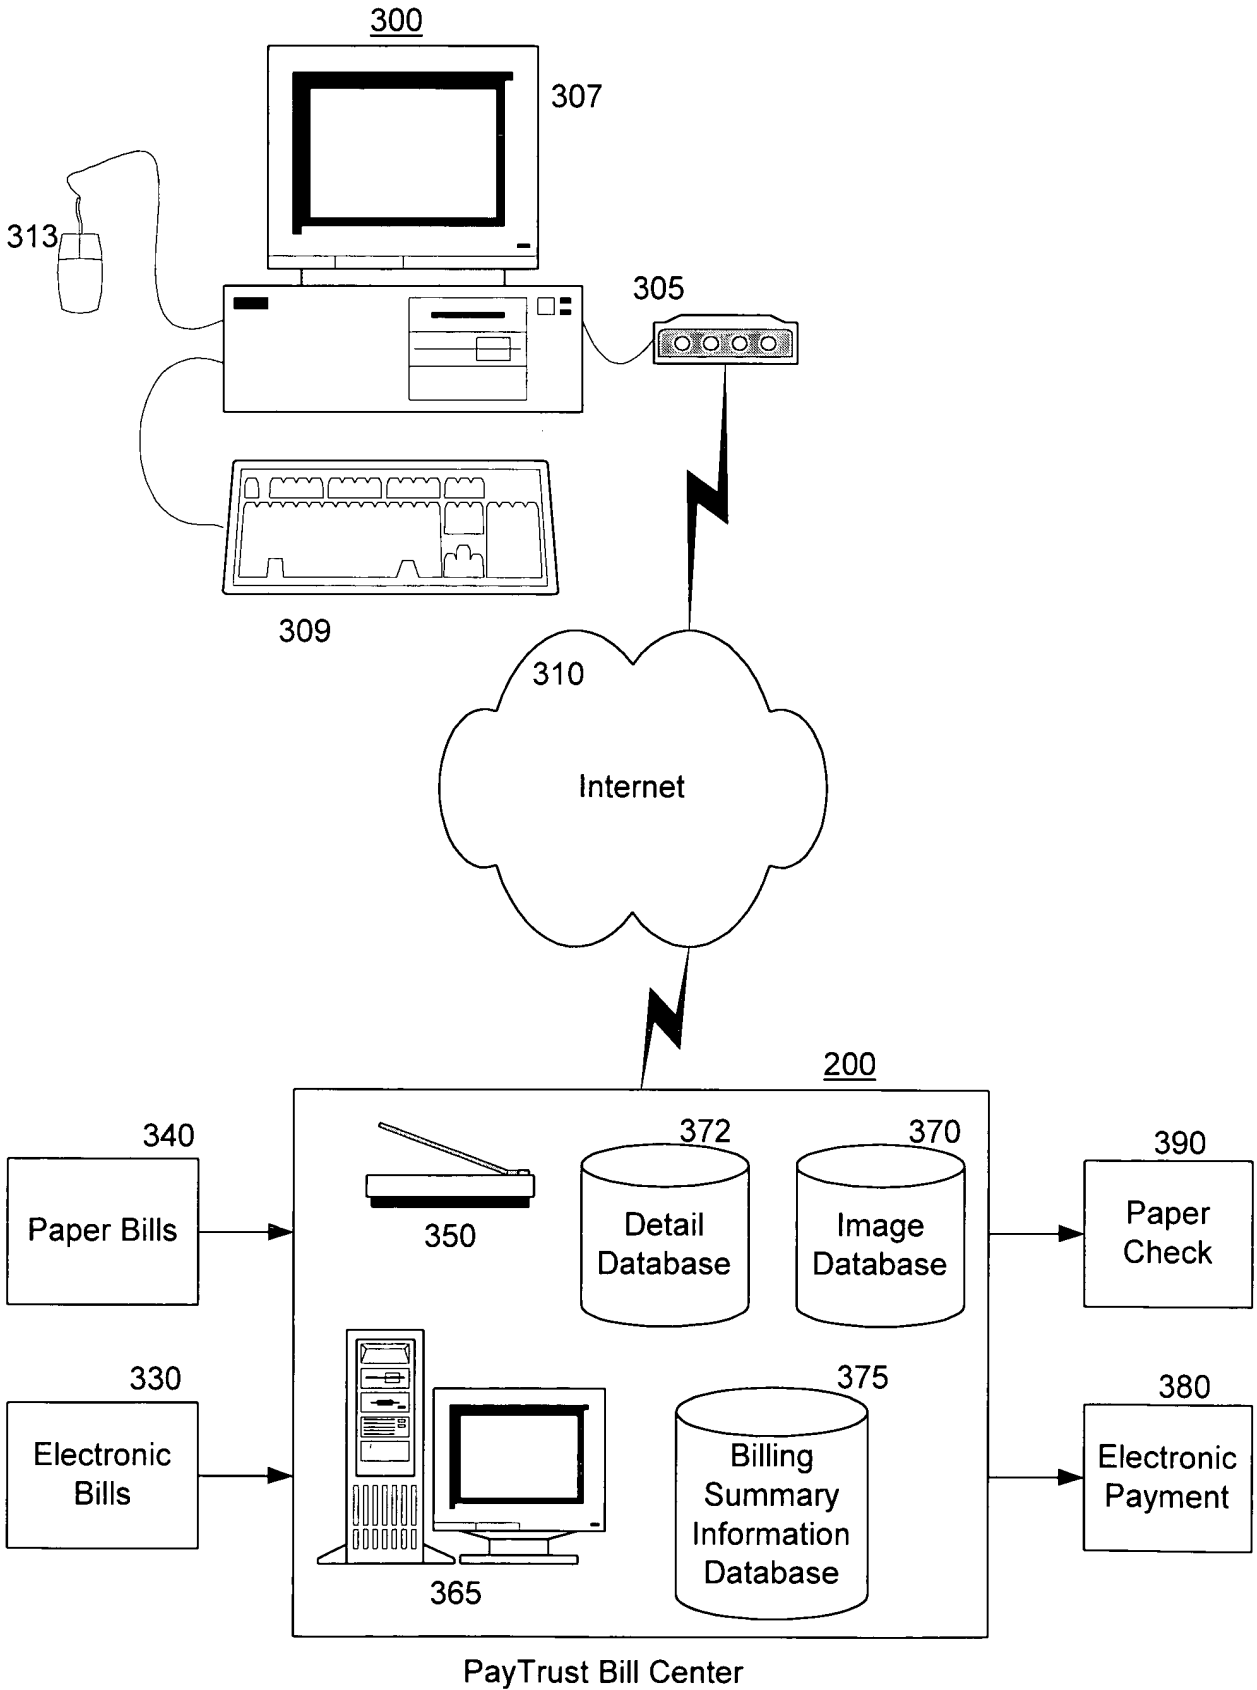 300
307
313
305
309
310
Internet
200
340
372
370
390
Paper Bills
350
Detail
Database
Image
Database
Paper
Check
330
375
380
Electronic
Bills
Billing
Summary
Information
Database
Electronic
Payment
365
PayTrust Bill Center